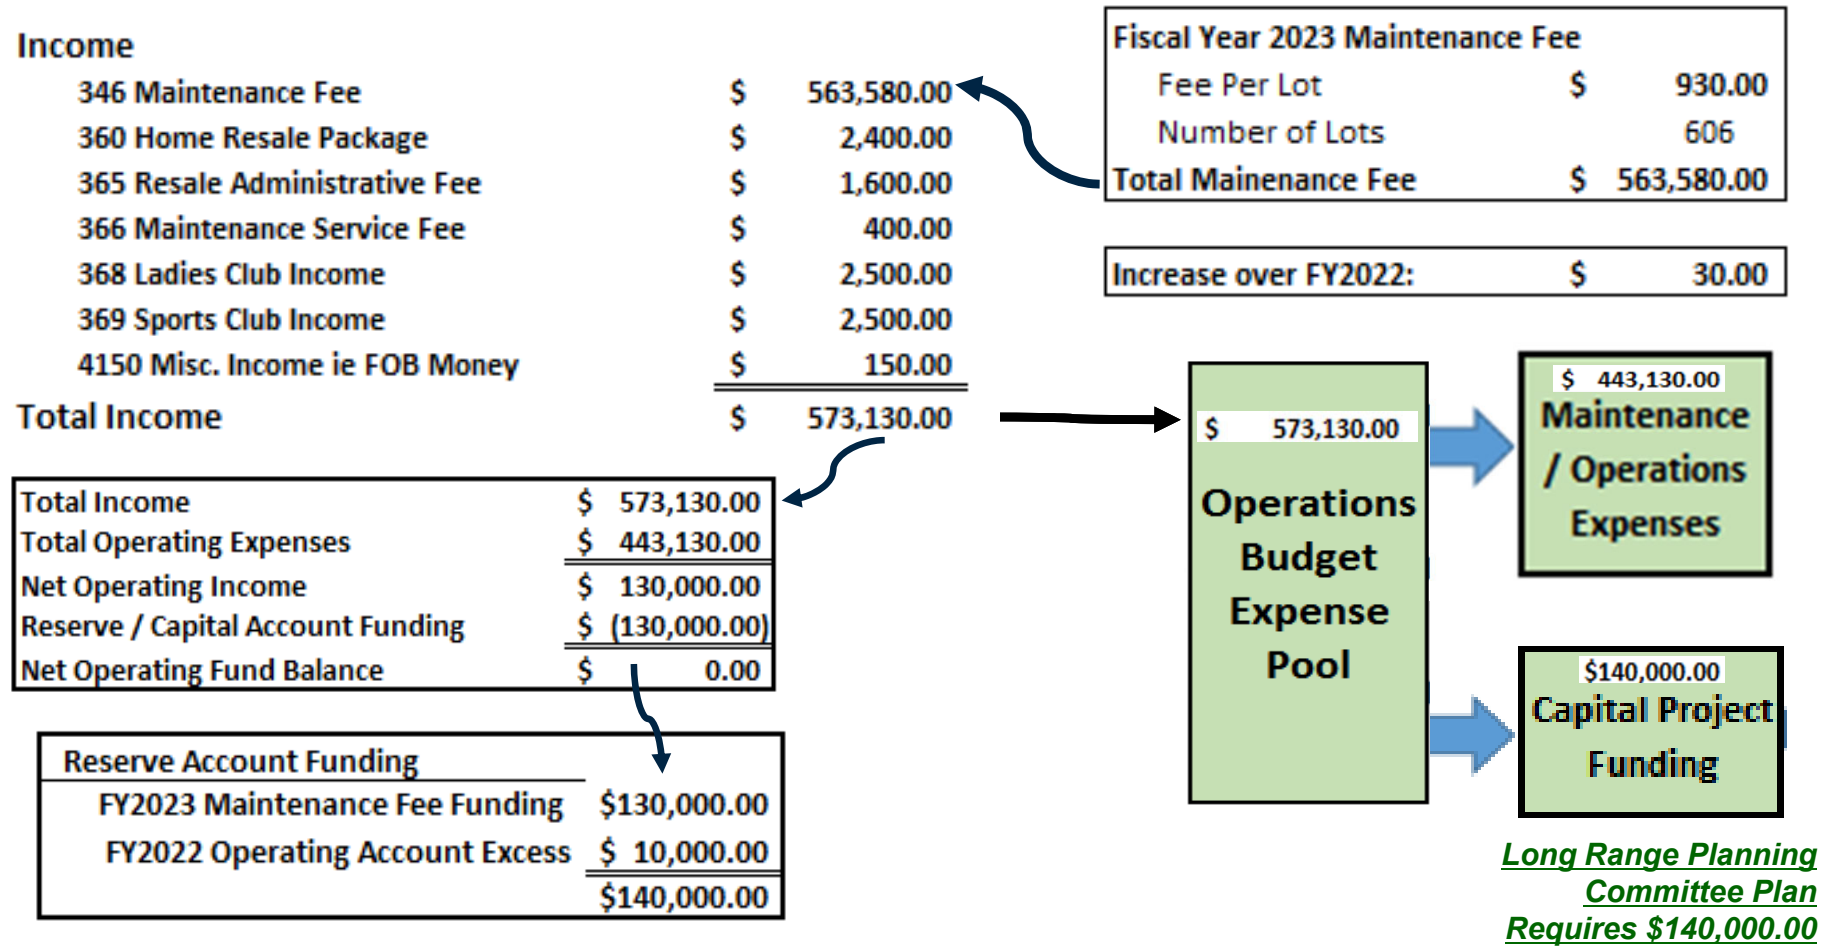 Income
346 Maintenance Fee $ 563,580.00
360 Home Resale Package $ 2,400.00
365 Resale Administrative Fee $ 1,600.00
366 Maintenance Service Fee $ 400.00
368 Ladies Club Income $ 2,500.00
369 Sports Club Income $ 2,500.00
4150 Misc. Income ie FOB Money $ 150.00
Total Income $ 573,130.00
Fiscal Year 2023 Maintenance Fee
Fee Per Lot $ 930.00
Number of Lots 606
Total Mainenance Fee $ 563,580.00
Increase over FY2022: $ 30.00
Total Income $ 573,130.00
Total Operating Expenses $ 443,130.00
Net Operating Income $ 130,000.00
Reserve / Capital Account Funding $ (130,000.00)
Net Operating Fund Balance $ 0.00
Reserve Account Funding
FY2023 Maintenance Fee Funding $130,000.00
FY2022 Operating Account Excess $ 10,000.00
$140,000.00
$ 573,130.00
Operations
Budget
Expense
Pool
$ 443,130.00
Maintenance
/ Operations
Expenses
$140,000.00
Capital Project
Funding
Long Range Planning
Committee Plan
Requires $140,000.00